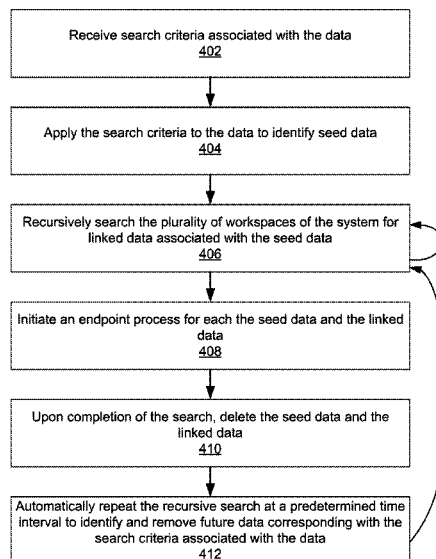 Receive search criteria associated with the data
402
Apply the search criteria to the data to identify seed data
404
Recursively search the plurality of workspaces of the system for
linked data associated with the seed data
406
Initiate an endpoint process for each the seed data and the linked
data
408
Upon completion of the search, delete the seed data and the
linked data
410
Automatically repeat the recursive search at a predetermined time
interval to identify and remove future data corresponding with the
search criteria associated with the data
412